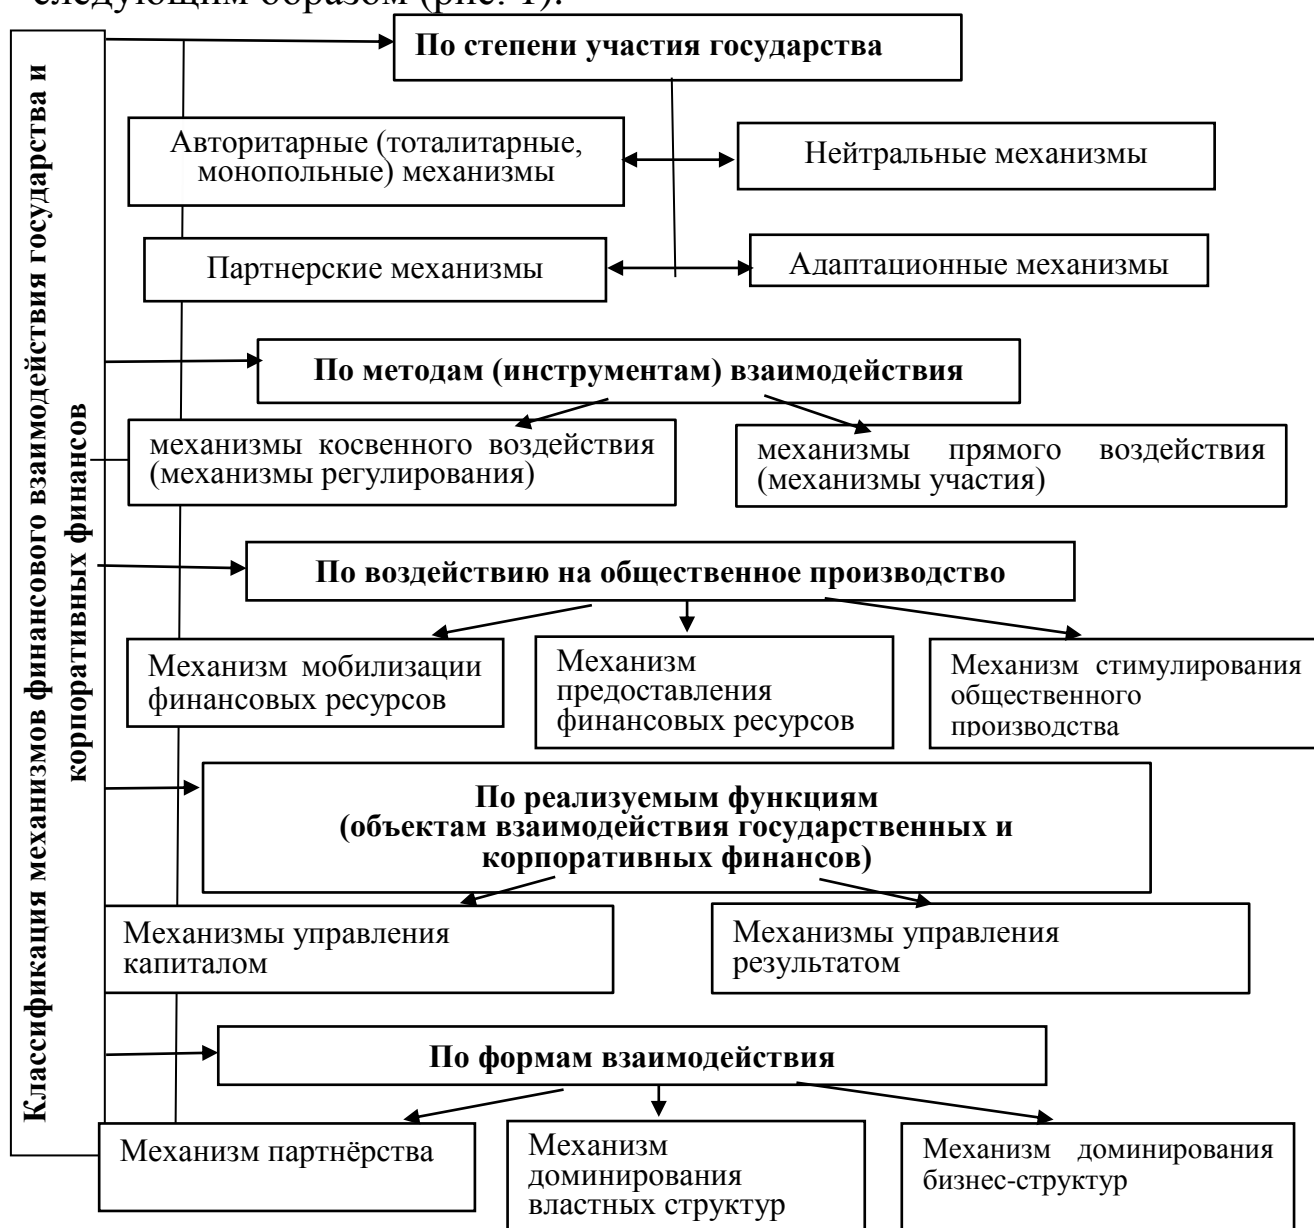 следующим образом (рис. 1).
Классификация механизмов финансового взаимодействия государства и
корпоративных финансов
По степени участия государства
Авторитарные (тоталитарные,
монопольные) механизмы
Нейтральные механизмы
Партнерские механизмы
Адаптационные механизмы
По методам (инструментам) взаимодействия
механизмы косвенного воздействия
(механизмы регулирования)
механизмы прямого воздействия
(механизмы участия)
По воздействию на общественное производство
Механизм мобилизации
финансовых ресурсов
Механизм
предоставления
финансовых ресурсов
Механизм стимулирования
общественного
производства
По реализуемым функциям
(объектам взаимодействия государственных и
корпоративных финансов)
Механизмы управления
капиталом
Механизмы управления
результатом
По формам взаимодействия
Механизм партнёрства
Механизм
доминирования
властных структур
Механизм доминирования
бизнес-структур